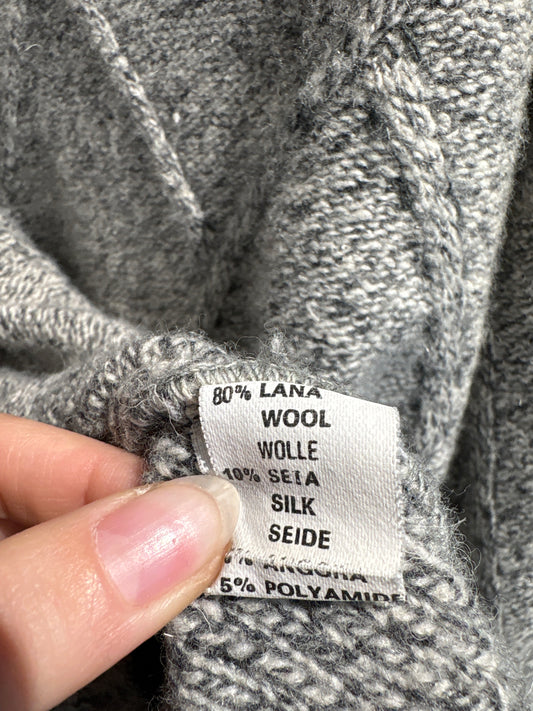 80% LANA
WOOL
WOLLE
10% SETA
SILK
SEIDE
% ANGORA
5% POLYAMIDE